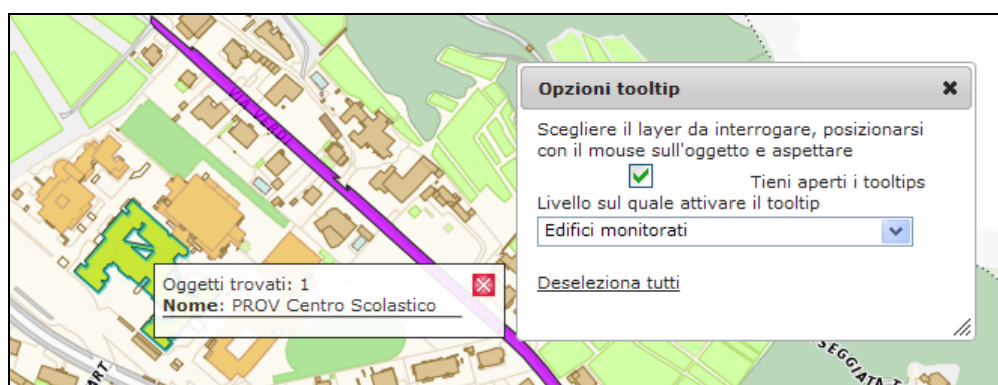 VIA VERDI
Opzioni tooltip
Scegliere il layer da interrogare, posizionarsi
con il mouse sull'oggetto e aspettare
Tieni aperti i tooltips
Livello sul quale attivare il tooltip
Edifici monitorati
Deseleziona tutti
Oggetti trovati: 1
Nome: PROV Centro Scolastico